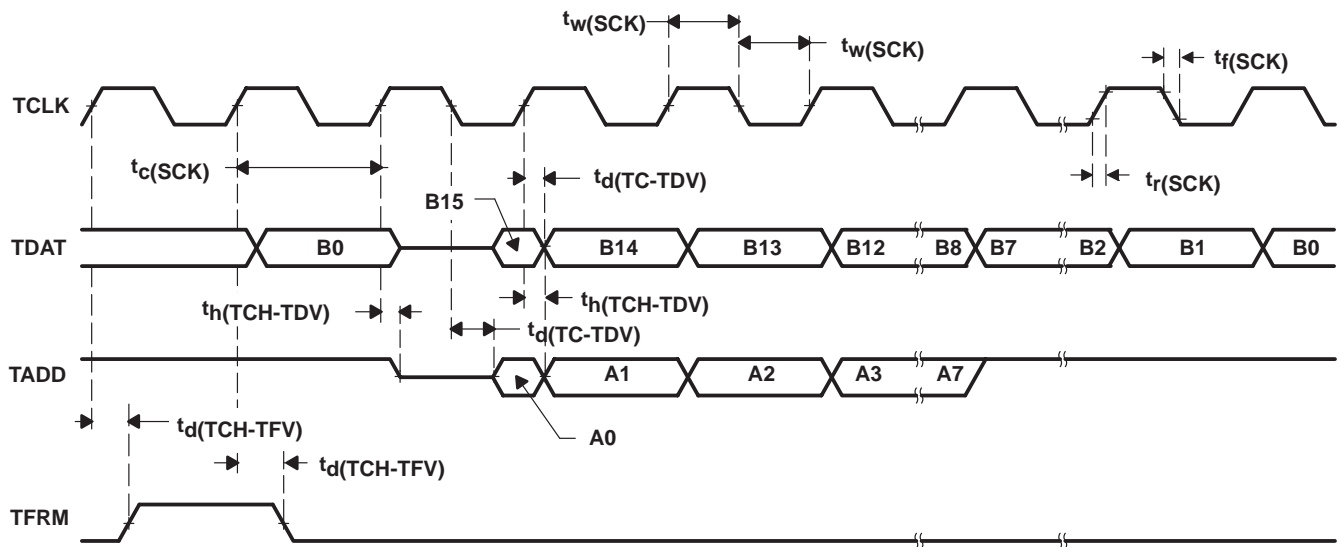 tw(SCK)
tw(SCK)
tf(SCK)
TCLK
tc(SCK)
td(TC-TDV)
tr(SCK)
B15
TDAT
B0
B14
B13
B12
B8
B7
B2
B1
B0
th(TCH-TDV)
th(TCH-TDV)
td(TC-TDV)
TADD
A1
A2
A3
A7
td(TCH-TFV)
A0
td(TCH-TFV)
TFRM